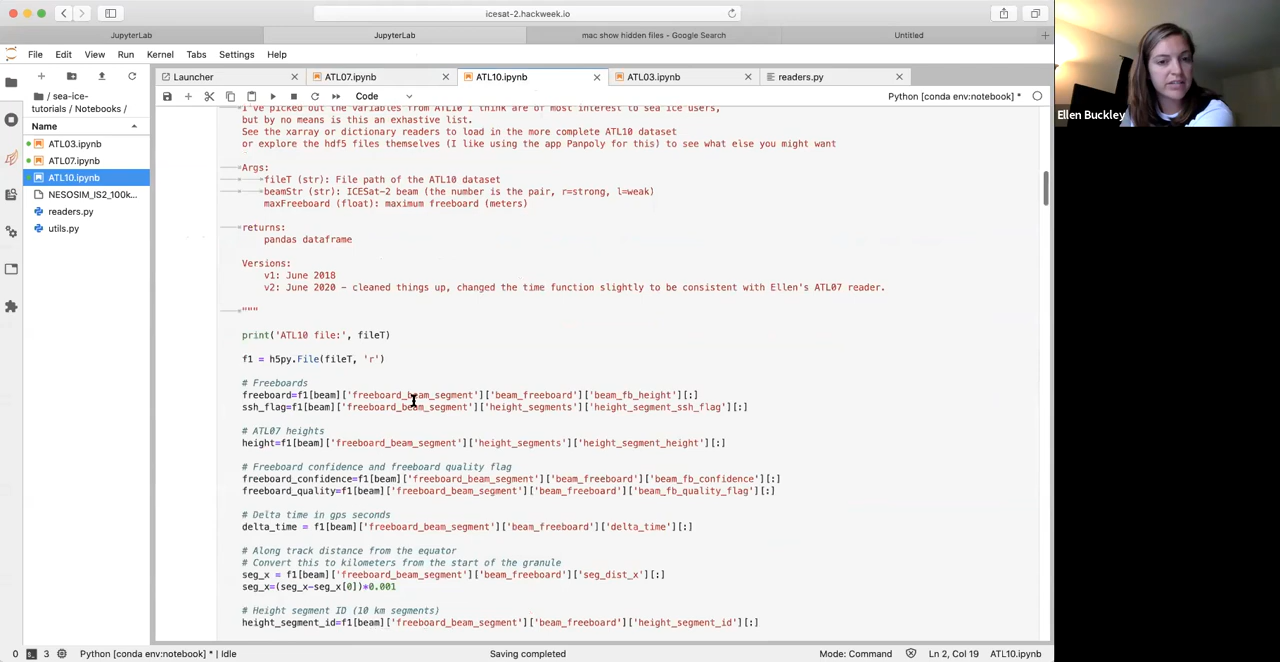 icesat-2.hackweek.io
JupyterLab
JupyterLab
mac show hidden files - Google Search
Untitled
File Edit View Run Kernel Tabs Settings Help
Launcher
ATL07.ipynb
ATL10.ipynb
ATL03.ipynb
readers.py
Code
Python [conda env:notebook] *
/ sea-ice-
tutorials / Notebooks /
Name
ATL03.ipynb
ATL07.ipynb
ATL10.ipynb
NESOSIM_IS2_100k...
readers.py
utils.py
I've picked out the variables from ATL10 I think are of most interest to sea ice users,
but by no means is this an exhastive list.
See the xarray or dictionary readers to load in the more complete ATL10 dataset
or explore the hdf5 files themselves (I like using the app Panpoly for this) to see what else you might want
Args:
fileT (str): File path of the ATL10 dataset
beamStr (str): ICESat-2 beam (the number is the pair, r=strong, l=weak)
maxFreeboard (float): maximum freeboard (meters)
returns:
pandas dataframe
Versions:
v1: June 2018
v2: June 2020 - cleaned things up, changed the time function slightly to be consistent with Ellen's ATL07 reader.
"""
print('ATL10 file:', fileT)
f1 = h5py.File(fileT, 'r')
# Freeboards
freeboard=f1[beam]['freeboard_beam_segment']['beam_freeboard']['beam_fb_height'][:]
ssh_flag=f1[beam]['freeboard_beam_segment']['height_segments']['height_segment_ssh_flag'][:]
# ATL07 heights
height=f1[beam]['freeboard_beam_segment']['height_segments']['height_segment_height'][:]
# Freeboard confidence and freeboard quality flag
freeboard_confidence=f1[beam]['freeboard_beam_segment']['beam_freeboard']['beam_fb_confidence'][:]
freeboard_quality=f1[beam]['freeboard_beam_segment']['beam_freeboard']['beam_fb_quality_flag'][:]
# Delta time in gps seconds
delta_time = f1[beam]['freeboard_beam_segment']['beam_freeboard']['delta_time'][:]
# Along track distance from the equator
# Convert this to kilometers from the start of the granule
seg_x = f1[beam]['freeboard_beam_segment']['beam_freeboard']['seg_dist_x'][:]
seg_x=(seg_x-seg_x[0])*0.001
# Height segment ID (10 km segments)
height_segment_id=f1[beam]['freeboard_beam_segment']['beam_freeboard']['height_segment_id'][:]
0 3 Python [conda env:notebook] * | Idle
Saving completed
Mode: Command
Ln 2, Col 19
ATL10.ipynb
Ellen Buckley